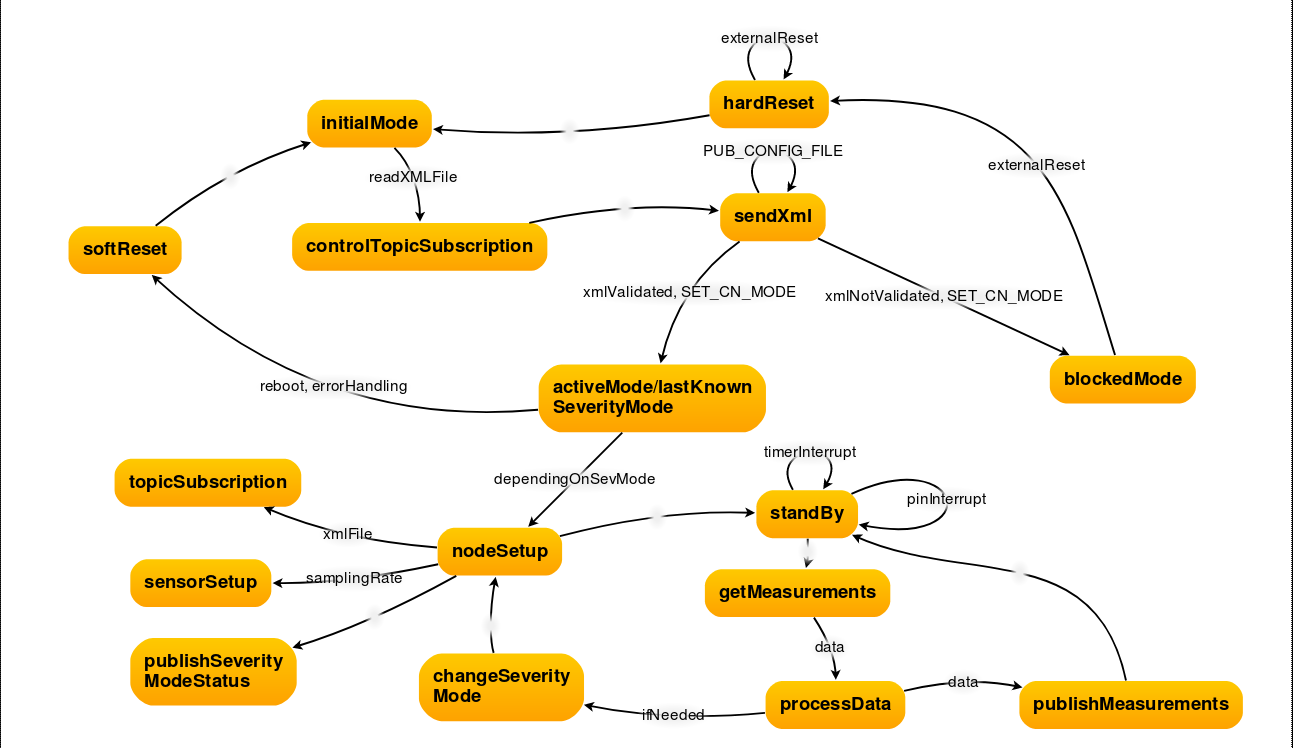 externalReset
hardReset
initialMode
PUB_CONFIG_FILE
externalReset
readXMLFile
sendXml
softReset
controlTopicSubscription
xmlValidated, SET_CN_MODE
xmlNotValidated, SET_CN_MODE
reboot, errorHandling
activeMode/lastKnown
SeverityMode
blockedMode
timerInterrupt
topicSubscription
dependingOnSevMode
pinInterrupt
standBy
xmlFile
nodeSetup
sensorSetup
samplingRate
getMeasurements
data
publishSeverity
ModeStatus
changeSeverity
Mode
data
processData
publishMeasurements
ifNeeded